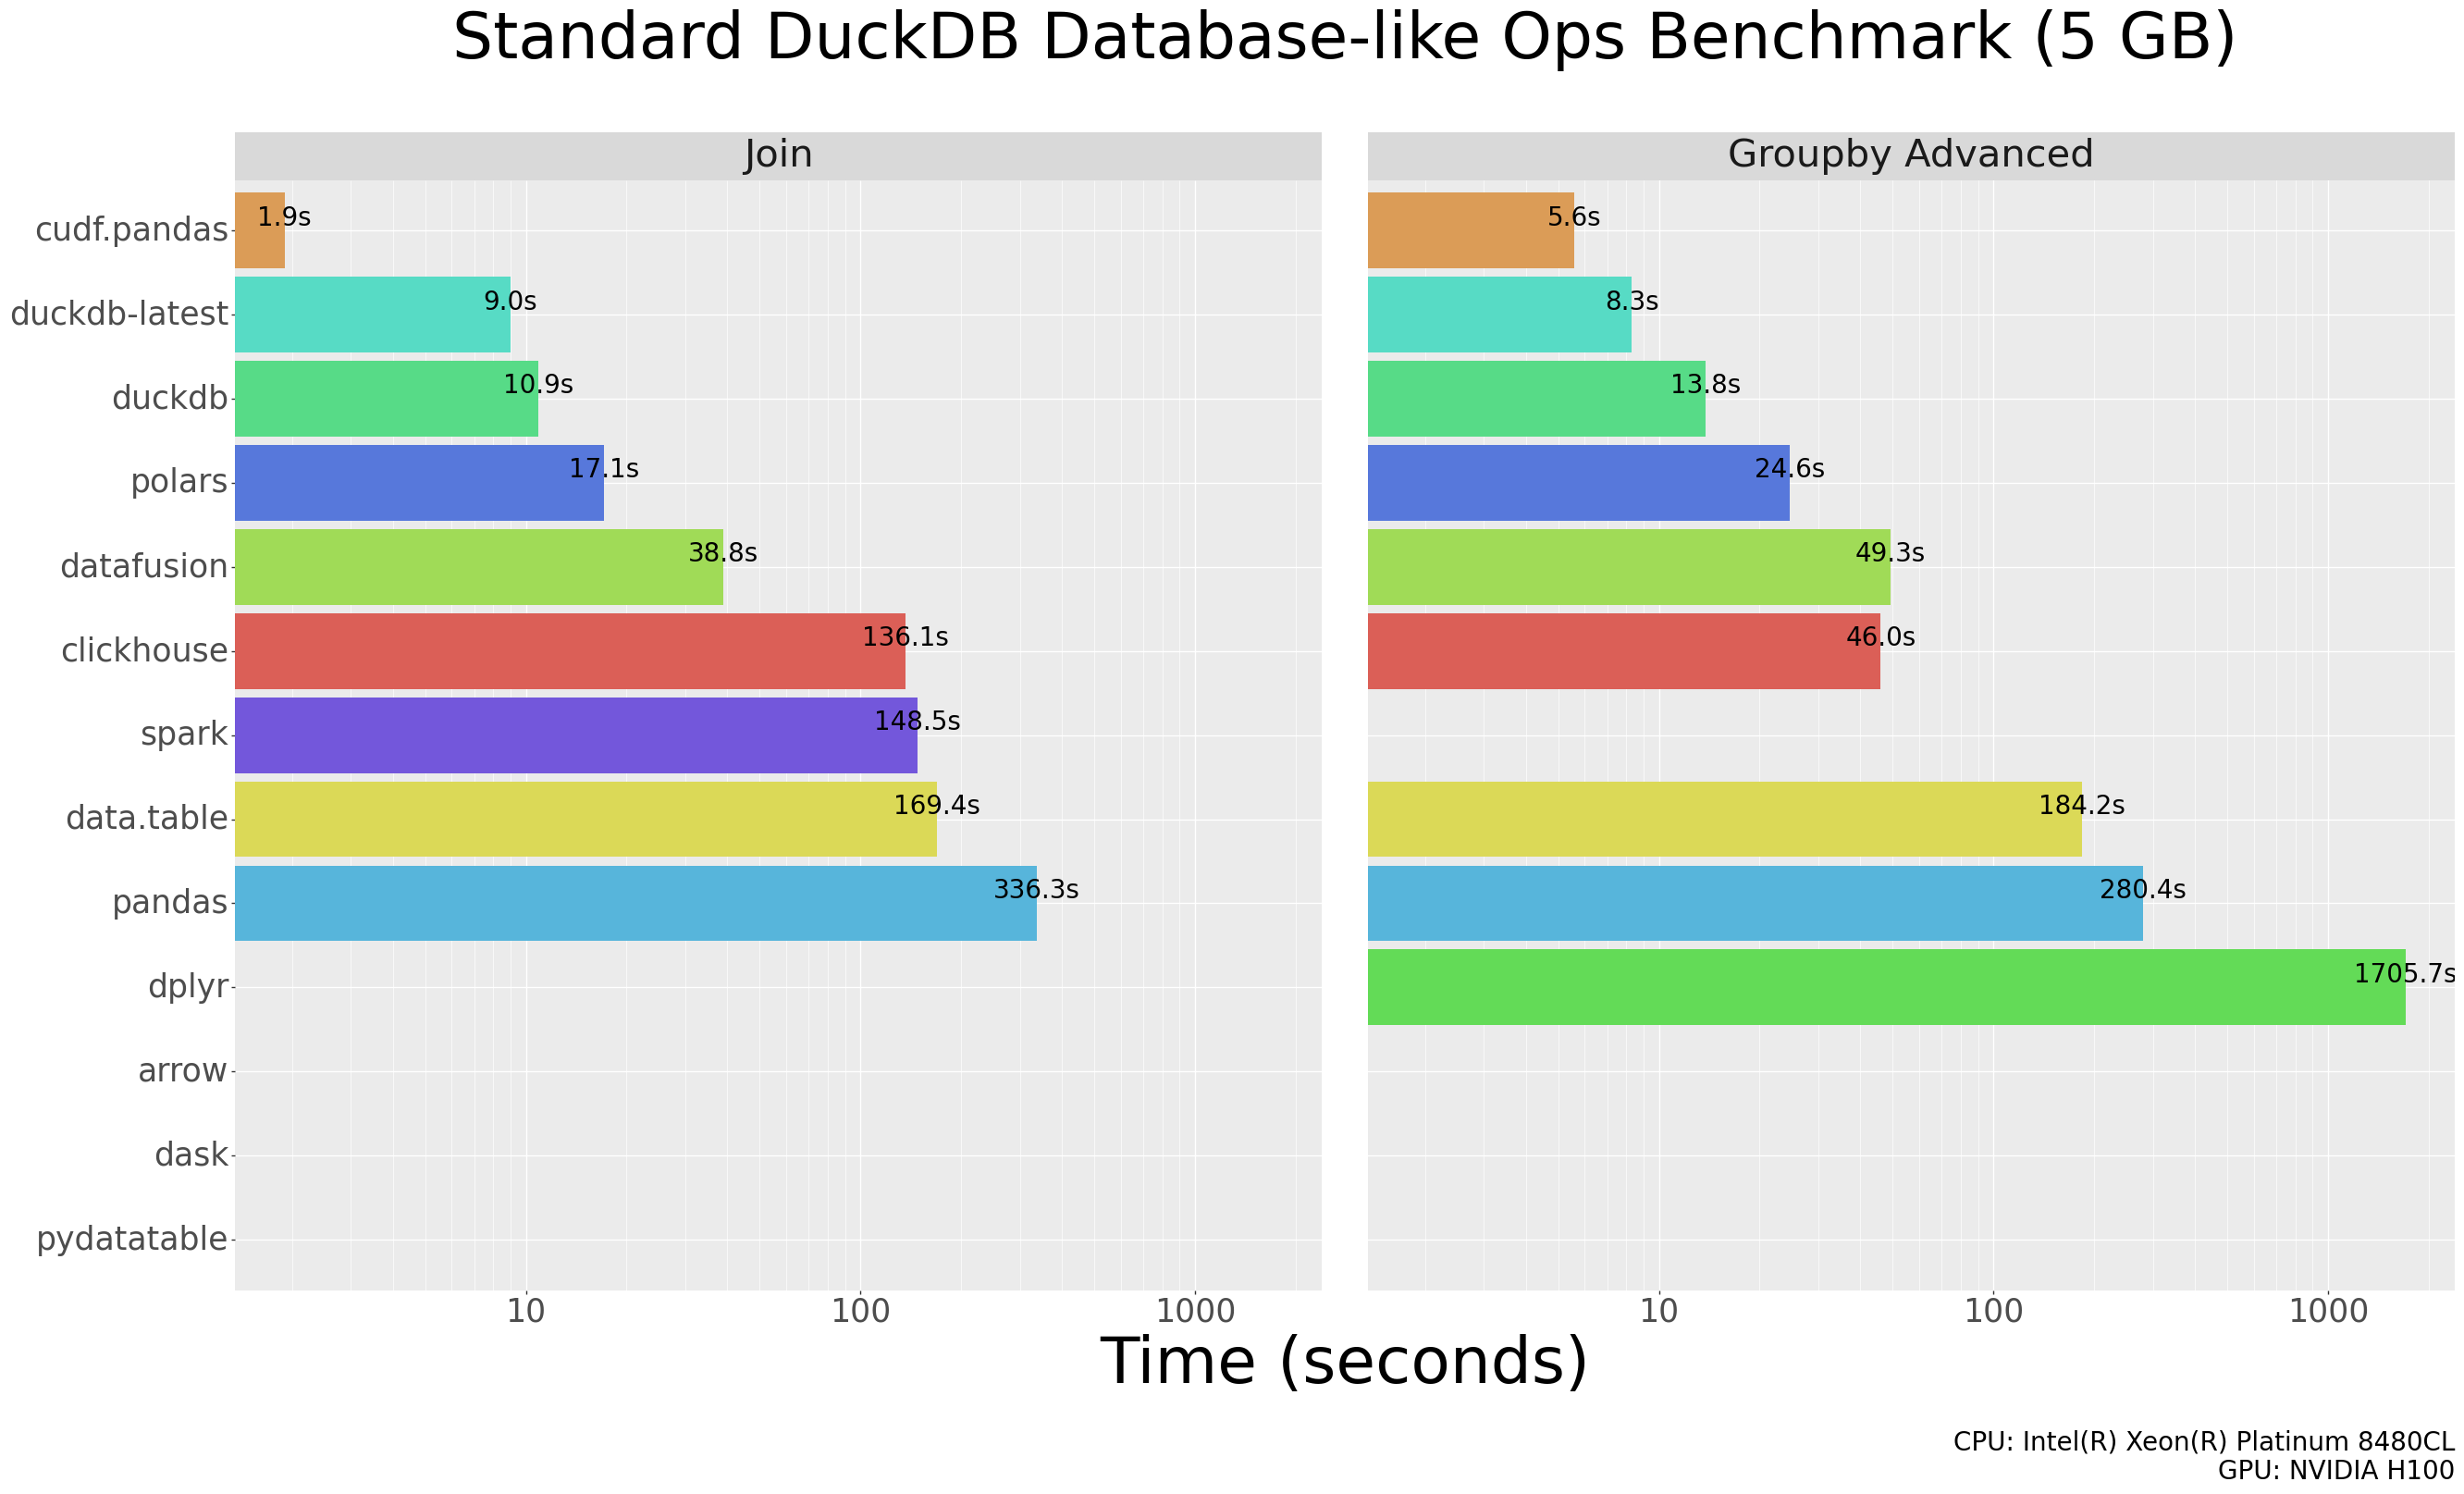 Standard DuckDB Database-like Ops Benchmark (5 GB)
Join
Groupby Advanced
cudf.pandas 1.9s 5.6s
duckdb-latest 9.0s 8.3s
duckdb 10.9s 13.8s
polars 17.1s 24.6s
datafusion 38.8s 49.3s
clickhouse 136.1s 46.0s
spark 148.5s
data.table 169.4s 184.2s
pandas 336.3s 280.4s
dplyr 1705.7s
arrow
dask
pydatatable
10 100 1000 10 100 1000
Time (seconds)
CPU: Intel(R) Xeon(R) Platinum 8480CL
GPU: NVIDIA H100